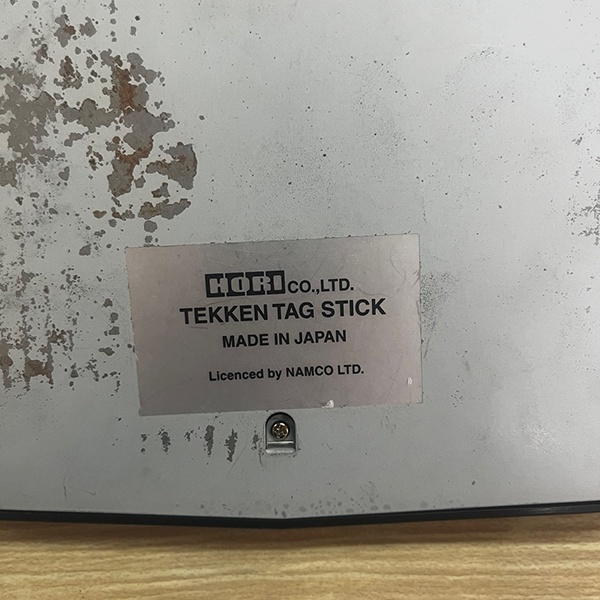 HORI CO.,LTD.
TEKKEN TAG STICK
MADE IN JAPAN
Licenced by NAMCO LTD.